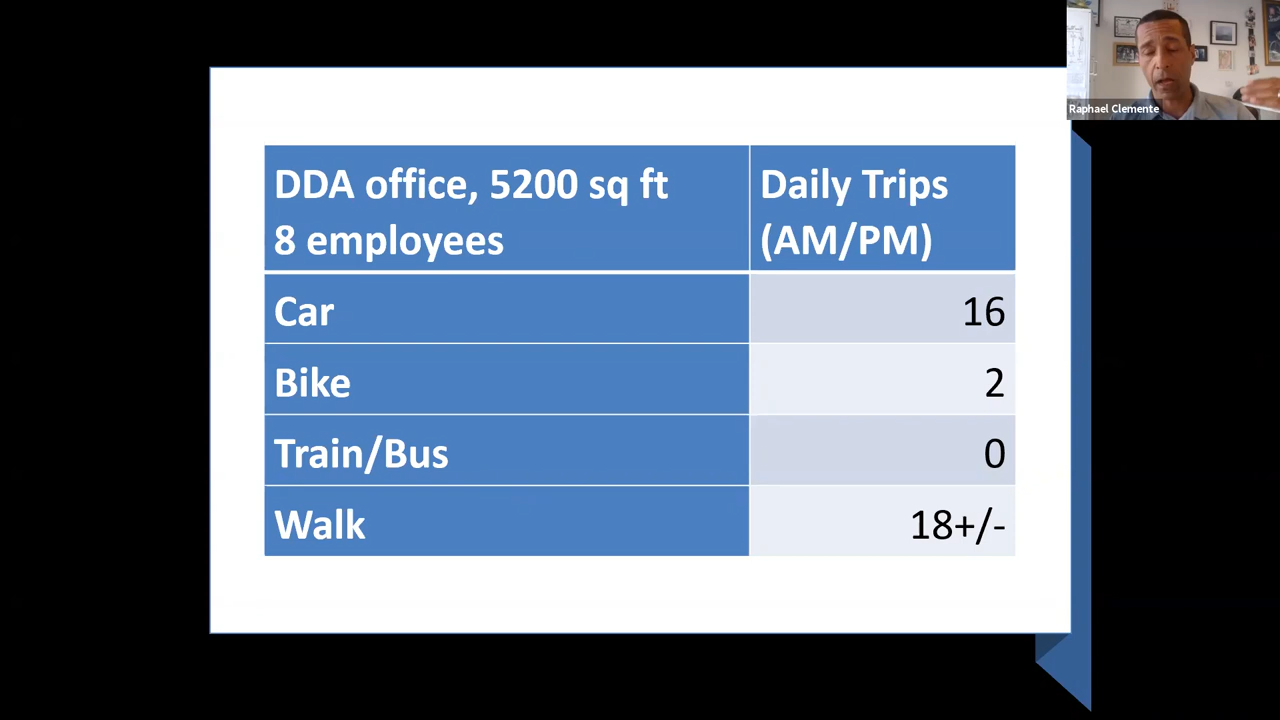 Raphael Clemente
DDA office, 5200 sq ft
8 employees
Daily Trips
(AM/PM)
Car
16
Bike
2
Train/Bus
0
Walk
18+/-